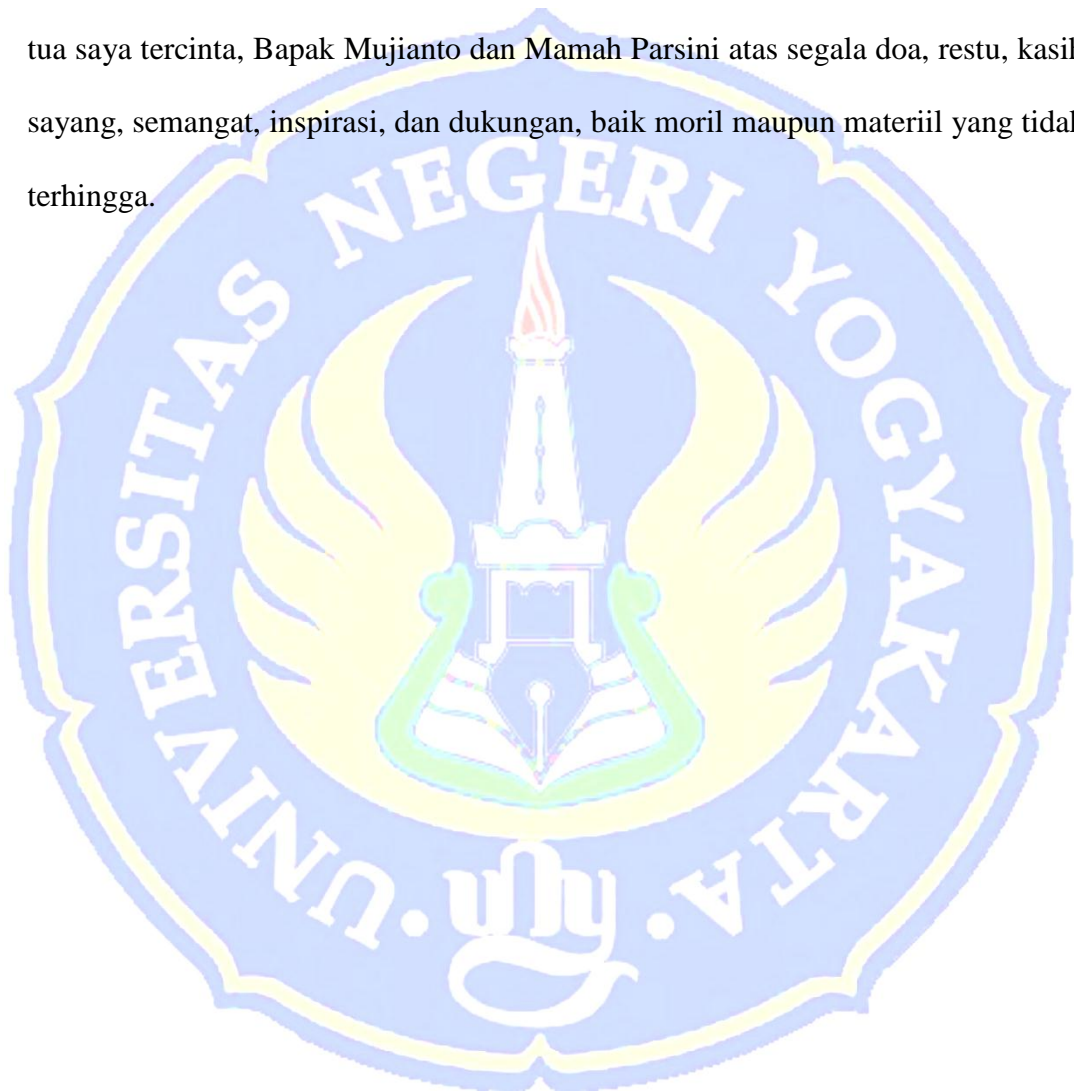 tua saya tercinta, Bapak Mujianto dan Mamah Parsini atas segala doa, restu, kasih
sayang, semangat, inspirasi, dan dukungan, baik moril maupun materiil yang tidak
terhingga.
UNIVERSITAS NEGERI YOGYAKARTA
uny